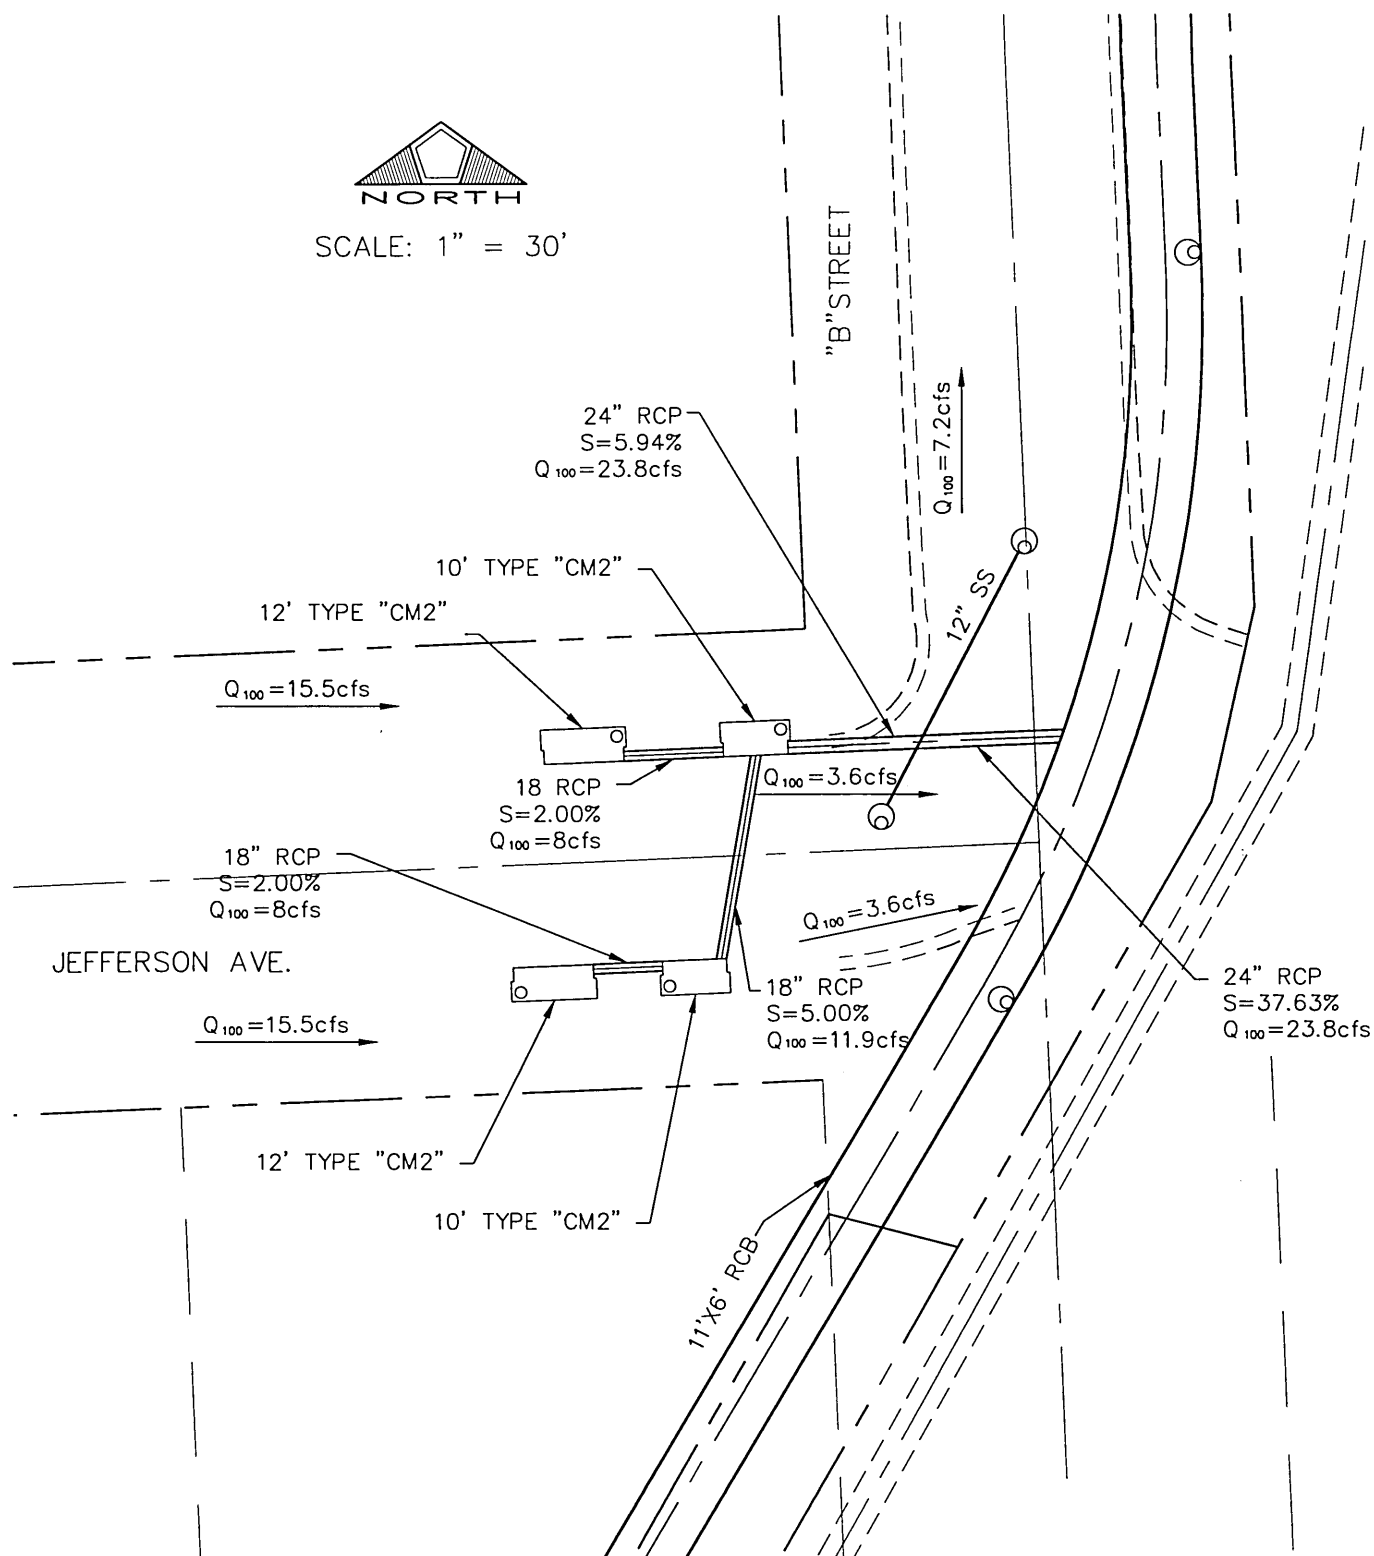 NORTH
SCALE: 1" = 30'
"B"STREET
24" RCP
S=5.94%
Q100=23.8cfs
Q100=7.2cfs
10' TYPE "CM2"
12' TYPE "CM2"
12" SS
Q100=15.5cfs
18 RCP
S=2.00%
Q100=8cfs
Q100=3.6cfs
18" RCP
S=2.00%
Q100=8cfs
Q100=3.6cfs
JEFFERSON AVE.
18" RCP
S=5.00%
Q100=11.9cfs
24" RCP
S=37.63%
Q100=23.8cfs
Q100=15.5cfs
12' TYPE "CM2"
10' TYPE "CM2"
11'X6' RCB